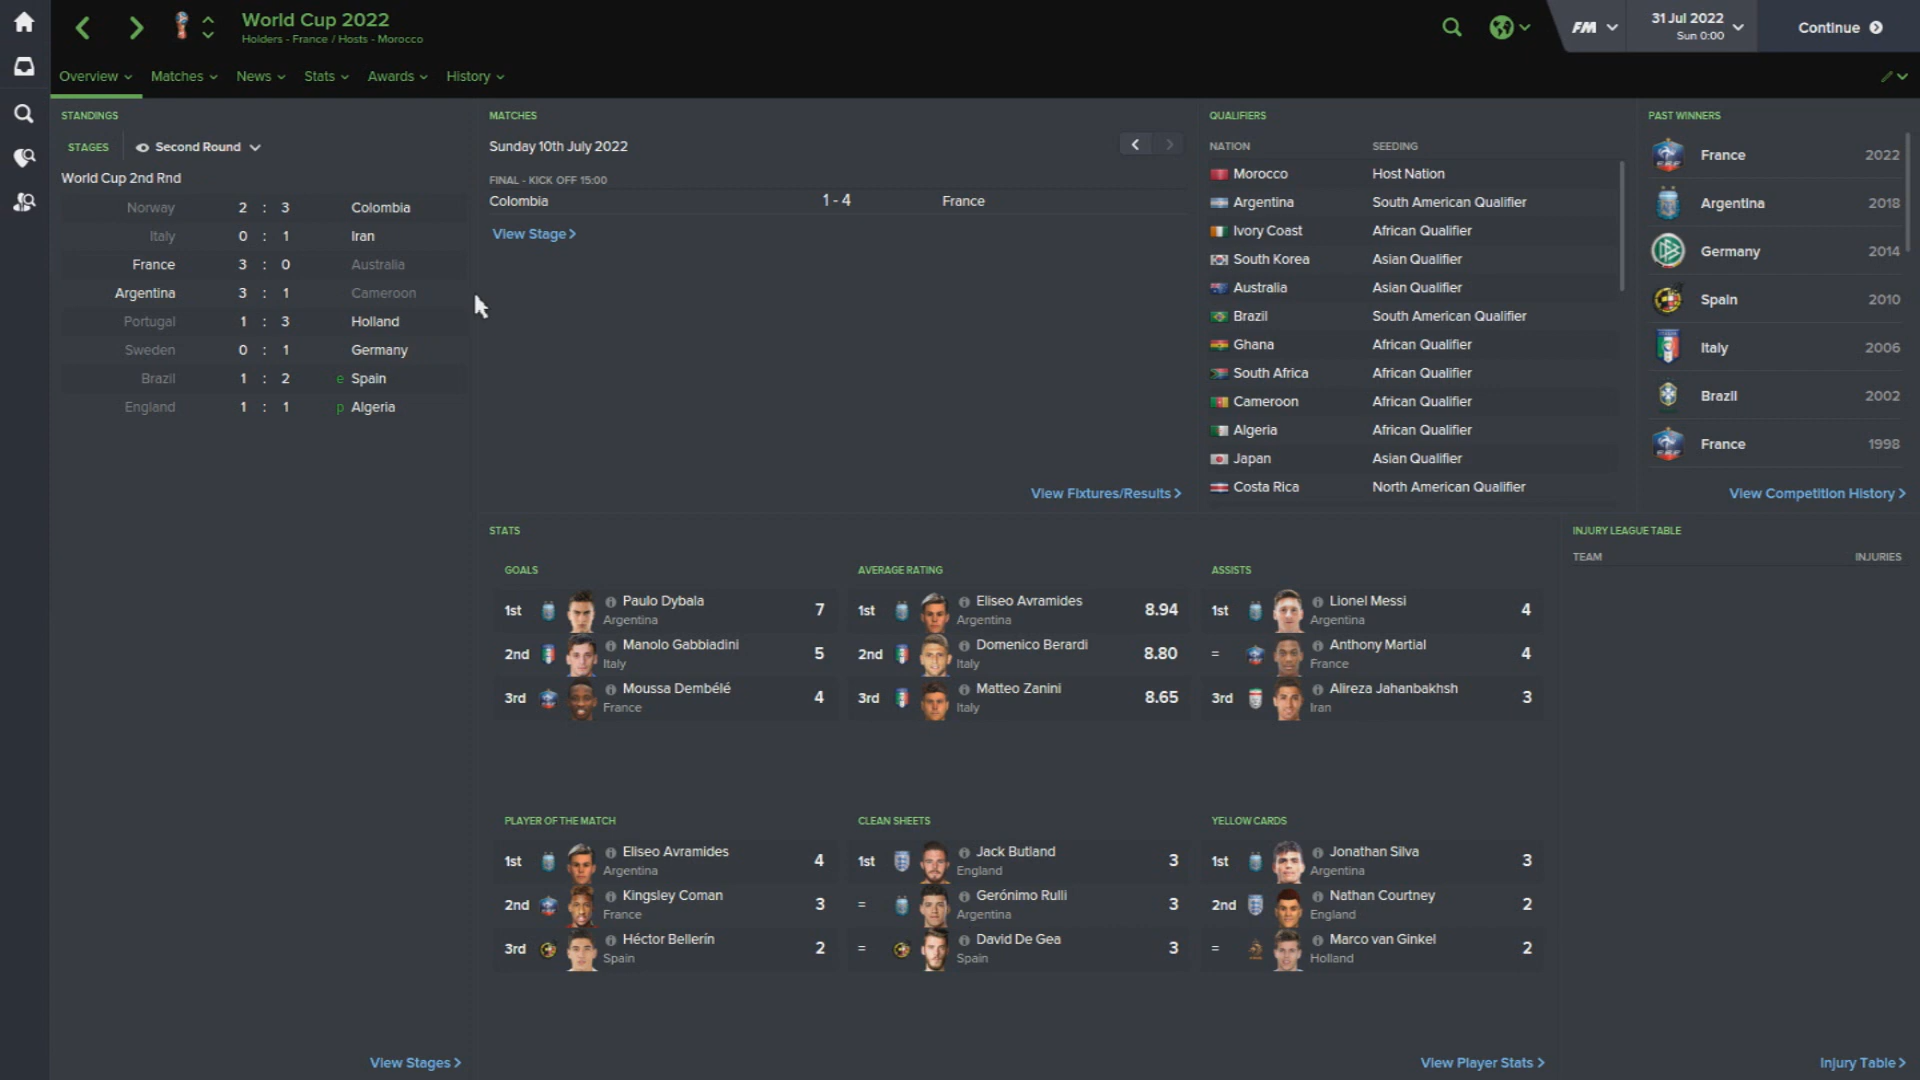 World Cup 2022
Holders - France / Hosts - Morocco
FM
31 Jul 2022
Sun 0:00
Continue
Overview
Matches
News
Stats
Awards
History
STANDINGS
STAGES
Second Round
World Cup 2nd Rnd
Norway 2 : 3 Colombia
Italy 0 : 1 Iran
France 3 : 0 Australia
Argentina 3 : 1 Cameroon
Portugal 1 : 3 Holland
Sweden 0 : 1 Germany
Brazil 1 : 2 e Spain
England 1 : 1 p Algeria
View Stages >
MATCHES
Sunday 10th July 2022
FINAL - KICK OFF 15:00
Colombia 1 - 4 France
View Stage >
View Fixtures/Results >
QUALIFIERS
NATION SEEDING
Morocco Host Nation
Argentina South American Qualifier
Ivory Coast African Qualifier
South Korea Asian Qualifier
Australia Asian Qualifier
Brazil South American Qualifier
Ghana African Qualifier
South Africa African Qualifier
Cameroon African Qualifier
Algeria African Qualifier
Japan Asian Qualifier
Costa Rica North American Qualifier
PAST WINNERS
France 2022
Argentina 2018
Germany 2014
Spain 2010
Italy 2006
Brazil 2002
France 1998
View Competition History >
STATS
GOALS
1st Paulo Dybala 7
Argentina
2nd Manolo Gabbiadini 5
Italy
3rd Moussa Dembélé 4
France
AVERAGE RATING
1st Eliseo Avramides 8.94
Argentina
2nd Domenico Berardi 8.80
Italy
3rd Matteo Zanini 8.65
Italy
ASSISTS
1st Lionel Messi 4
Argentina
= Anthony Martial 4
France
3rd Alireza Jahanbakhsh 3
Iran
PLAYER OF THE MATCH
1st Eliseo Avramides 4
Argentina
2nd Kingsley Coman 3
France
3rd Héctor Bellerín 2
Spain
CLEAN SHEETS
1st Jack Butland 3
England
= Gerónimo Rulli 3
Argentina
= David De Gea 3
Spain
YELLOW CARDS
1st Jonathan Silva 3
Argentina
2nd Nathan Courtney 2
England
= Marco van Ginkel 2
Holland
View Player Stats >
INJURY LEAGUE TABLE
TEAM INJURIES
Injury Table >